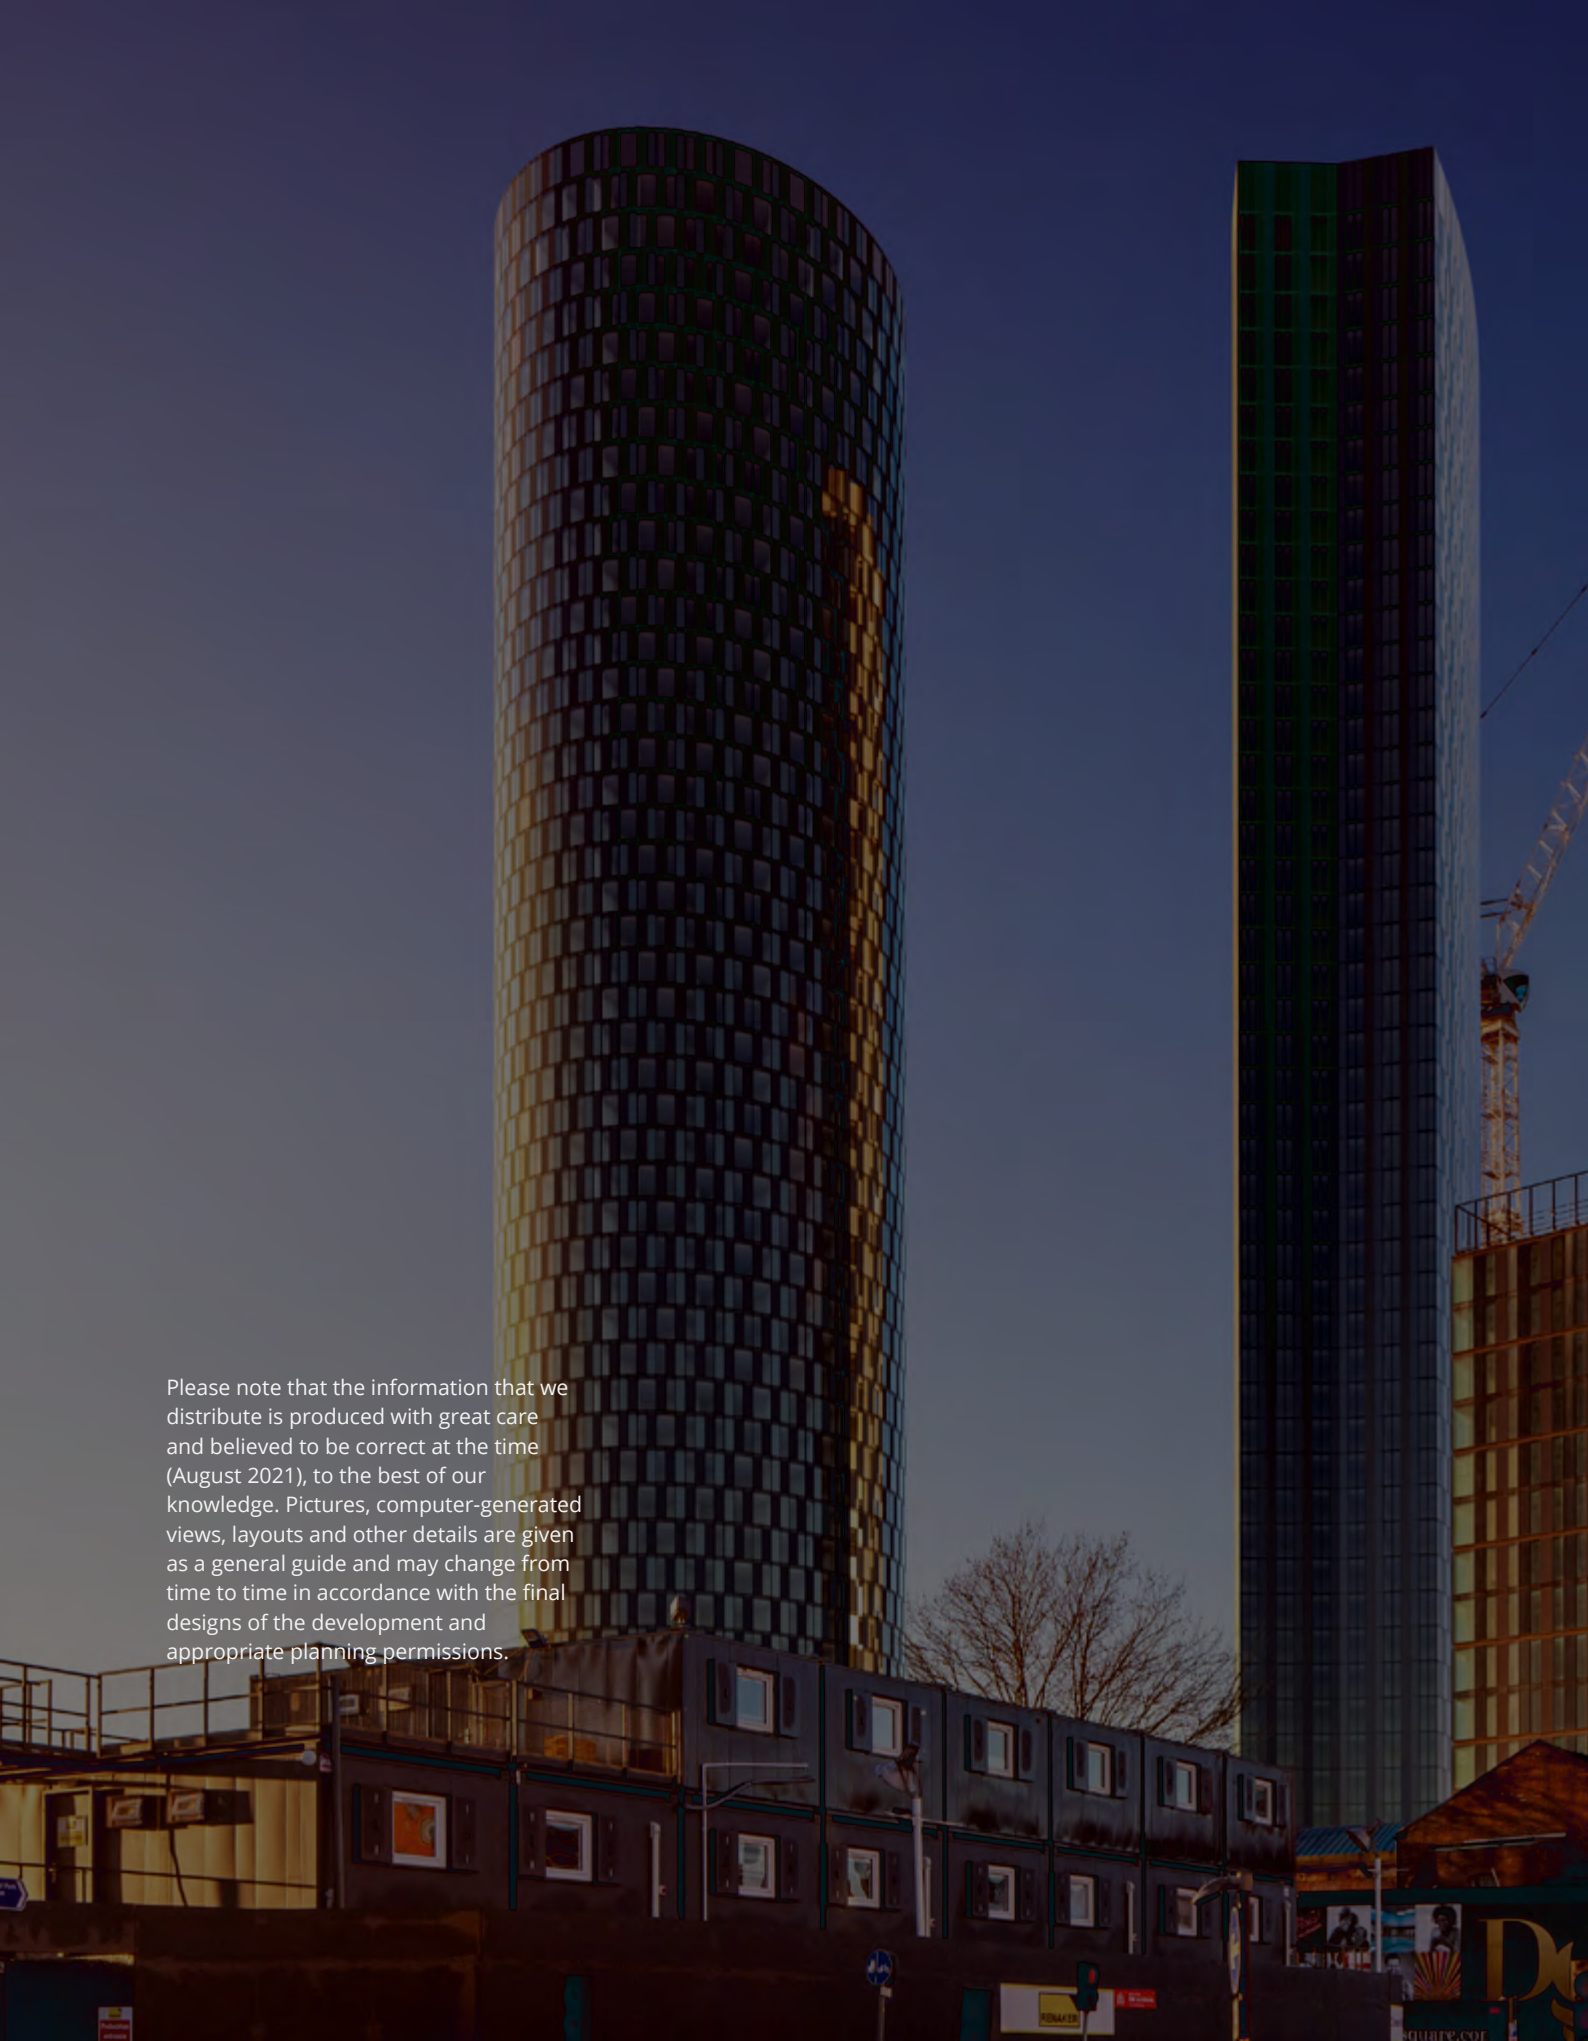 Please note that the information that we
distribute is produced with great care
and believed to be correct at the time
(August 2021), to the best of our
knowledge. Pictures, computer-generated
views, layouts and other details are given
as a general guide and may change from
time to time in accordance with the final
designs of the development and
appropriate planning permissions.
RENAKER